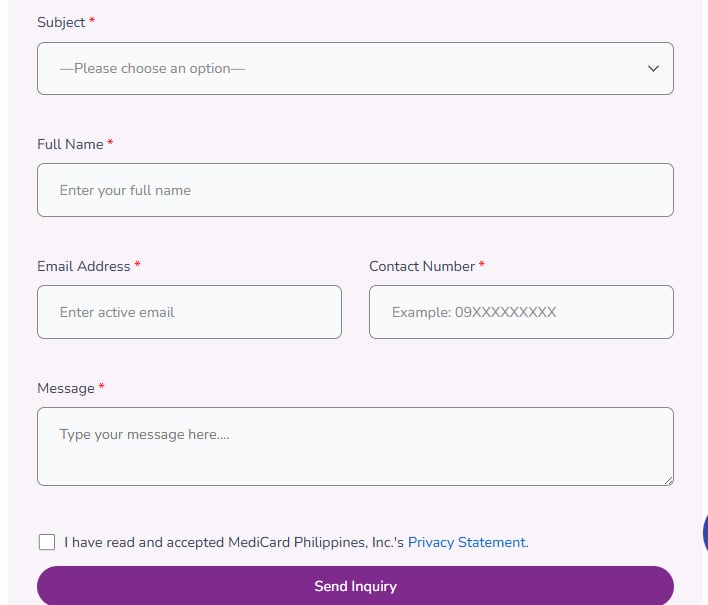 Subject *
—Please choose an option—
Full Name *
Enter your full name
Email Address *
Enter active email
Contact Number *
Example: 09XXXXXXXXX
Message *
Type your message here....
I have read and accepted MediCard Philippines, Inc.'s Privacy Statement.
Send Inquiry